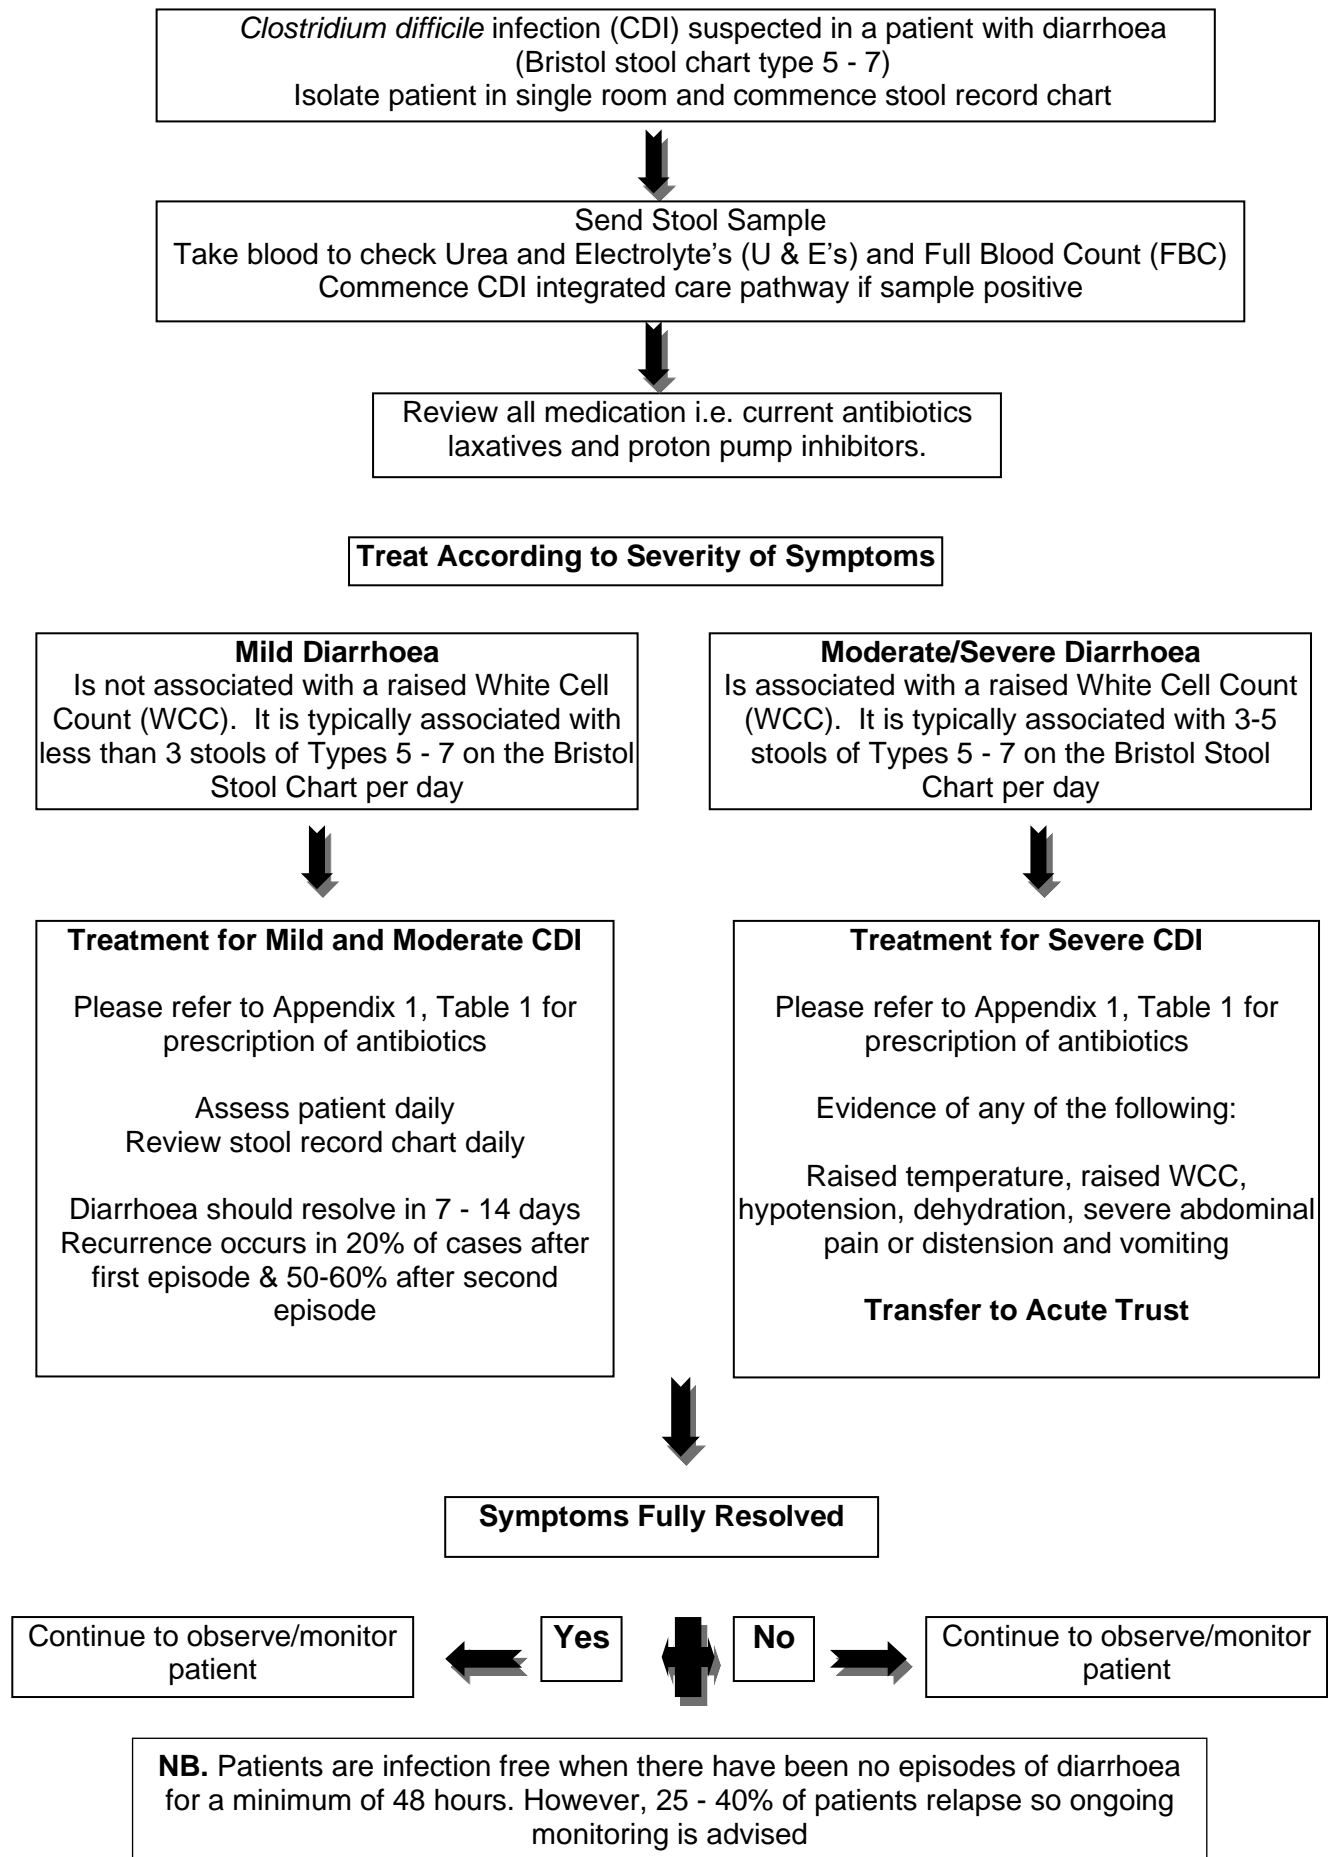 Clostridium difficile infection (CDI) suspected in a patient with diarrhoea
(Bristol stool chart type 5 - 7)
Isolate patient in single room and commence stool record chart
Send Stool Sample
Take blood to check Urea and Electrolyte’s (U & E’s) and Full Blood Count (FBC)
Commence CDI integrated care pathway if sample positive
Review all medication i.e. current antibiotics
laxatives and proton pump inhibitors.
Treat According to Severity of Symptoms
Mild Diarrhoea
Is not associated with a raised White Cell
Count (WCC).  It is typically associated with
less than 3 stools of Types 5 - 7 on the Bristol
Stool Chart per day
Moderate/Severe Diarrhoea
Is associated with a raised White Cell Count
(WCC).  It is typically associated with 3-5
stools of Types 5 - 7 on the Bristol Stool
Chart per day
Treatment for Mild and Moderate CDI
Please refer to Appendix 1, Table 1 for
prescription of antibiotics
Assess patient daily
Review stool record chart daily
Diarrhoea should resolve in 7 - 14 days
Recurrence occurs in 20% of cases after
first episode & 50-60% after second
episode
Treatment for Severe CDI
Please refer to Appendix 1, Table 1 for
prescription of antibiotics
Evidence of any of the following:
Raised temperature, raised WCC,
hypotension, dehydration, severe abdominal
pain or distension and vomiting
Transfer to Acute Trust
Symptoms Fully Resolved
Continue to observe/monitor
patient
Yes
No
Continue to observe/monitor
patient
NB. Patients are infection free when there have been no episodes of diarrhoea
for a minimum of 48 hours. However, 25 - 40% of patients relapse so ongoing
monitoring is advised